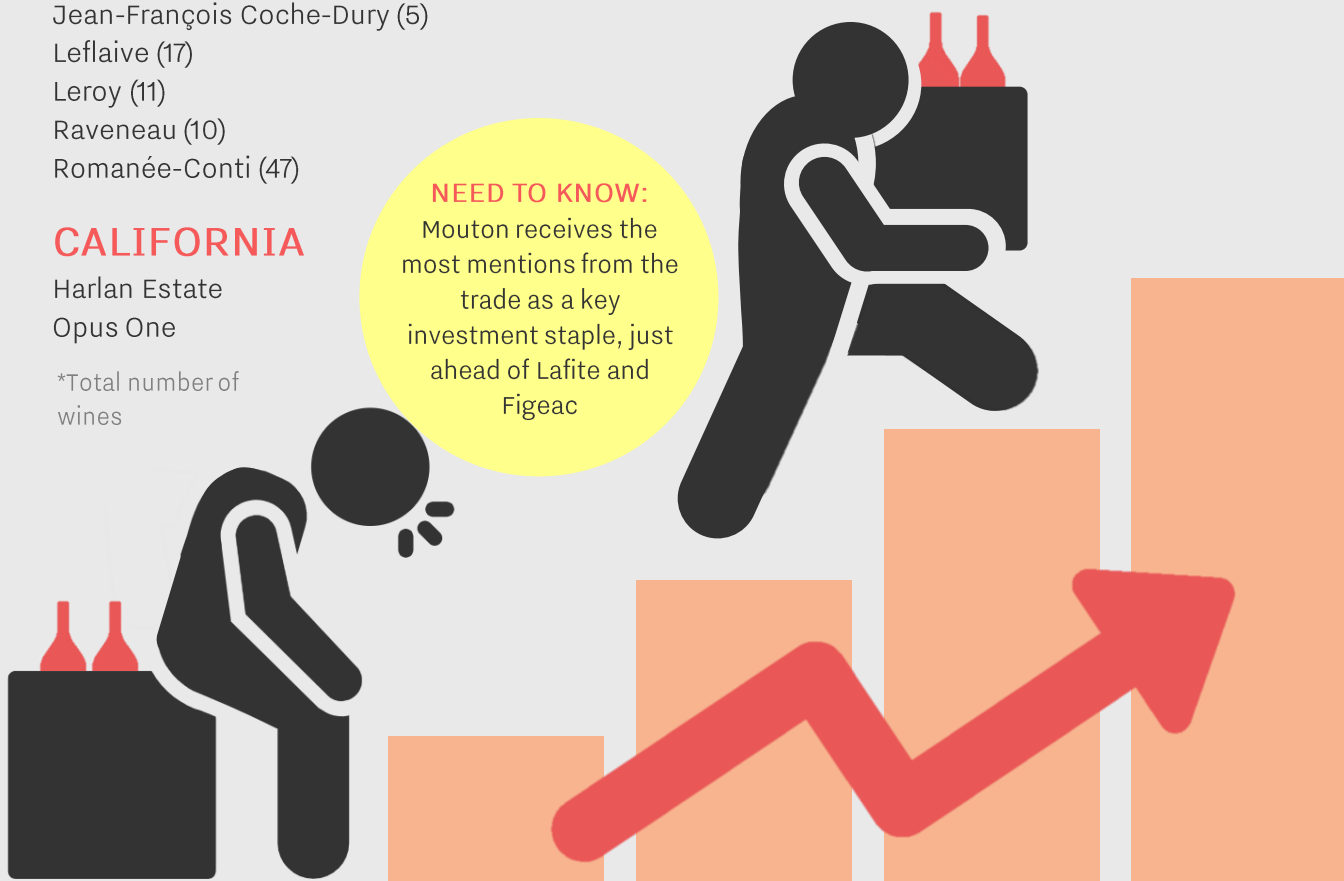 Jean-François Coche-Dury (5)
Leflaive (17)
Leroy (11)
Raveneau (10)
Romanée-Conti (47)
CALIFORNIA
Harlan Estate
Opus One
*Total number of
wines
NEED TO KNOW:
Mouton receives the
most mentions from the
trade as a key
investment staple, just
ahead of Lafite and
Figeac